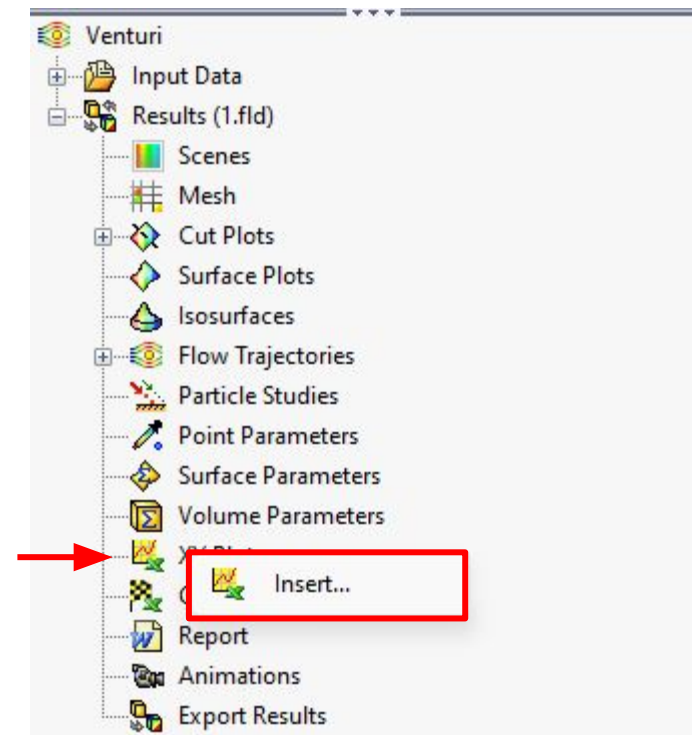 Venturi
Input Data
Results (1.fld)
Scenes
Mesh
Cut Plots
Surface Plots
Isosurfaces
Flow Trajectories
Particle Studies
Point Parameters
Surface Parameters
Volume Parameters
Insert...
Report
Animations
Export Results